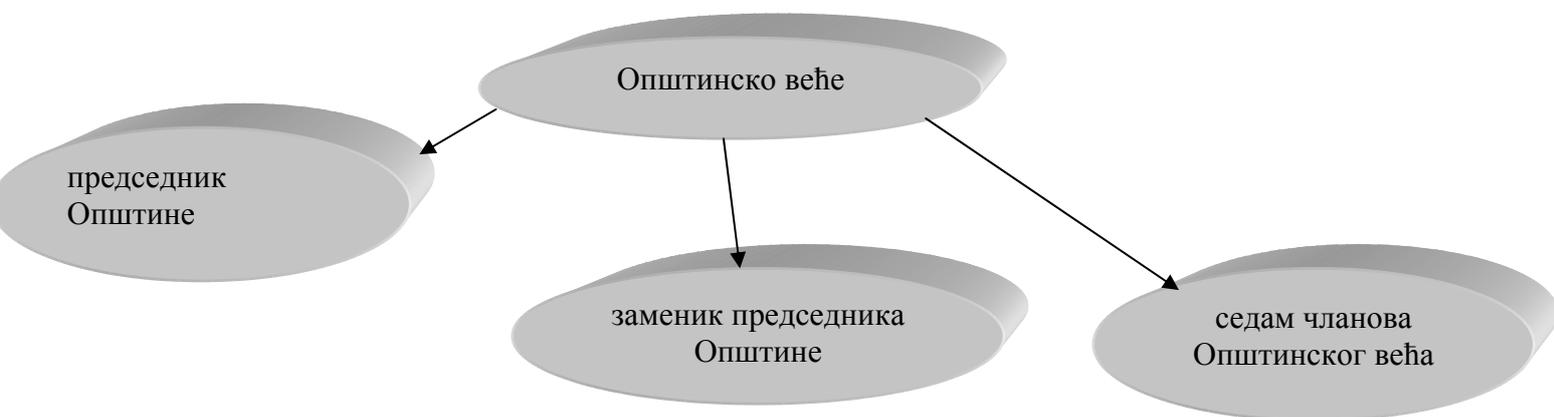 Општинско веће
председник
Општине
заменик председника
Општине
седам чланова
Општинског већа